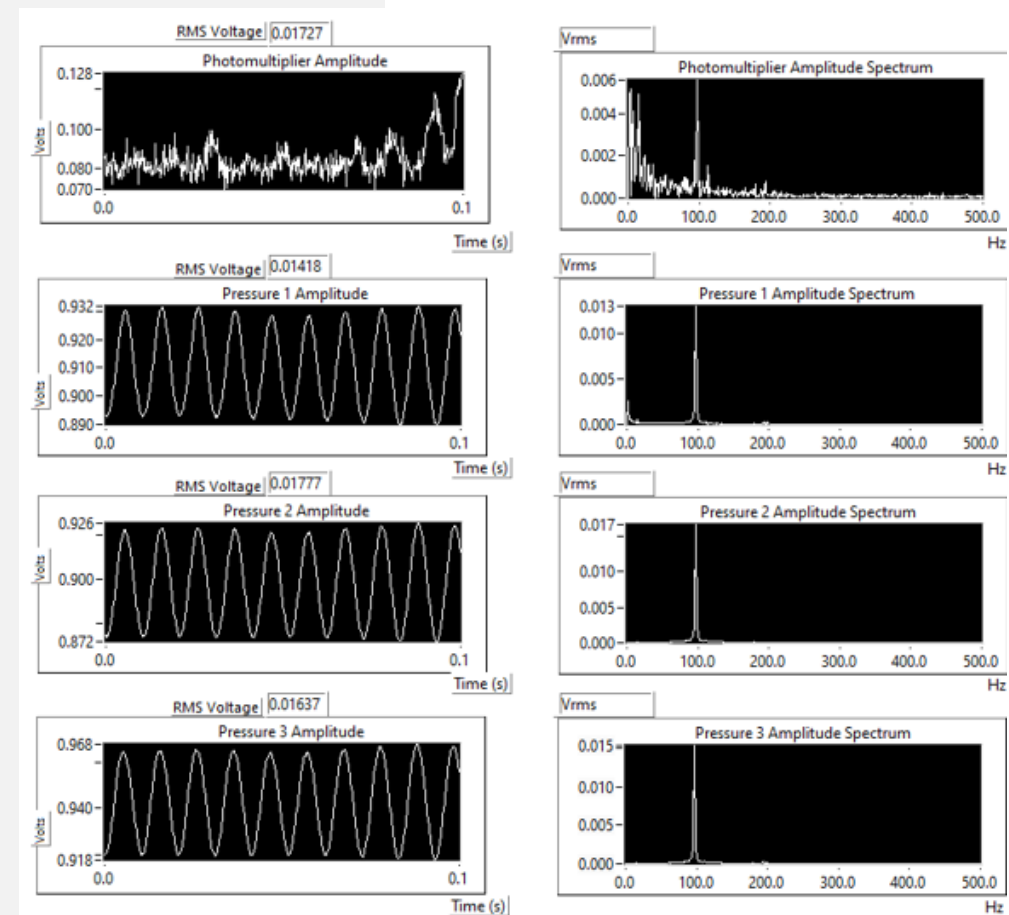 RMS Voltage 0.01727
Photomultiplier Amplitude
0.128
0.100
0.080
0.070
Volts
0.0 0.1
Time (s)
Vrms
Photomultiplier Amplitude Spectrum
0.006
0.004
0.002
0.000
0.0 100.0 200.0 300.0 400.0 500.0
Hz
RMS Voltage 0.01418
Pressure 1 Amplitude
0.932
0.920
0.910
0.900
0.890
Volts
0.0 0.1
Time (s)
Vrms
Pressure 1 Amplitude Spectrum
0.013
0.010
0.005
0.000
0.0 100.0 200.0 300.0 400.0 500.0
Hz
RMS Voltage 0.01777
Pressure 2 Amplitude
0.926
0.900
0.872
Volts
0.0 0.1
Time (s)
Vrms
Pressure 2 Amplitude Spectrum
0.017
0.010
0.005
0.000
0.0 100.0 200.0 300.0 400.0 500.0
Hz
RMS Voltage 0.01637
Pressure 3 Amplitude
0.968
0.940
0.918
Volts
0.0 0.1
Time (s)
Vrms
Pressure 3 Amplitude Spectrum
0.015
0.010
0.005
0.000
0.0 100.0 200.0 300.0 400.0 500.0
Hz